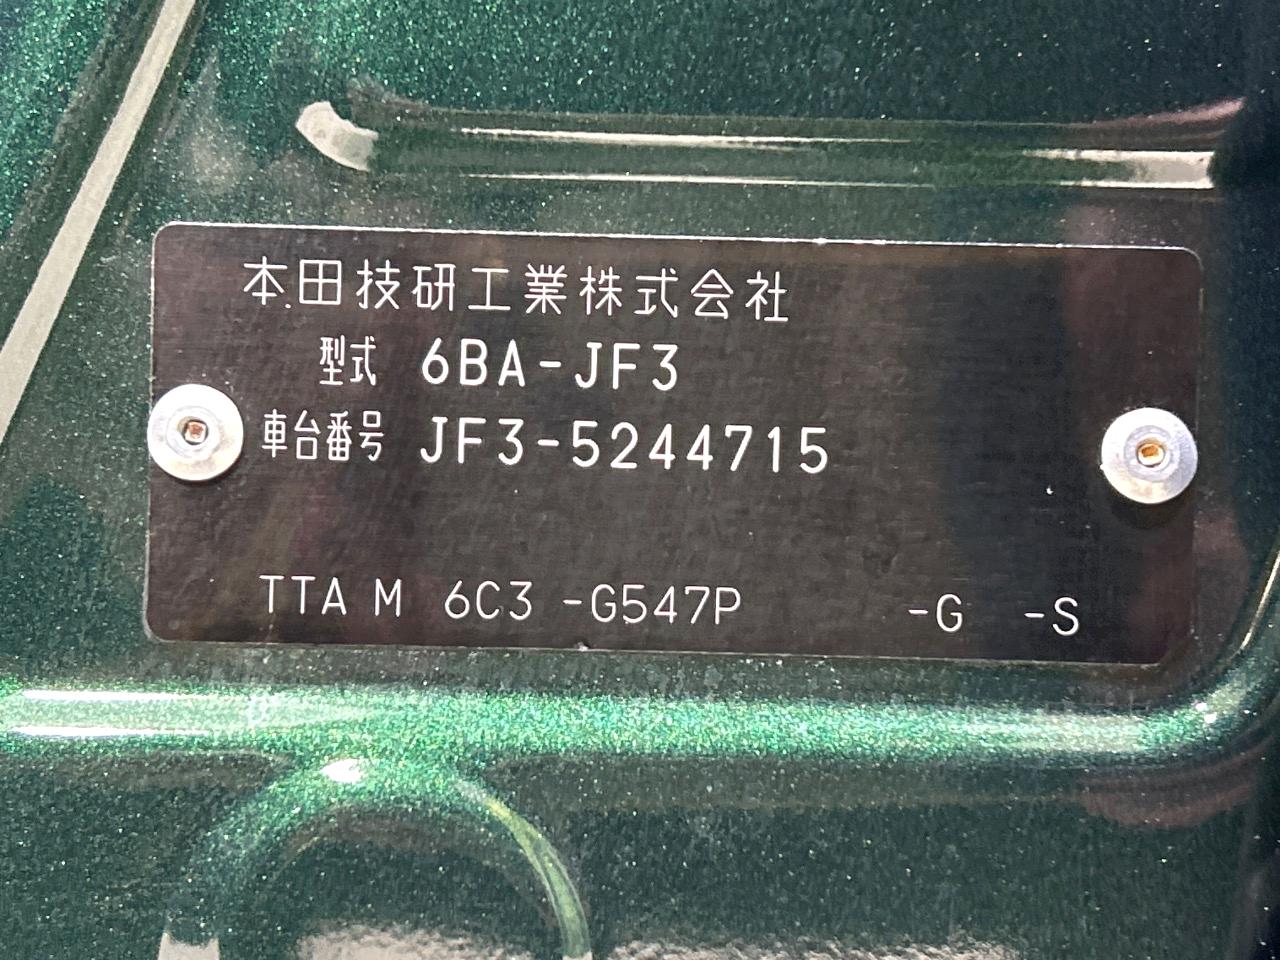 本田技研工業株式会社
型式 6BA-JF3
車台番号 JF3-5244715
TTA M 6C3 -G547P -G -S